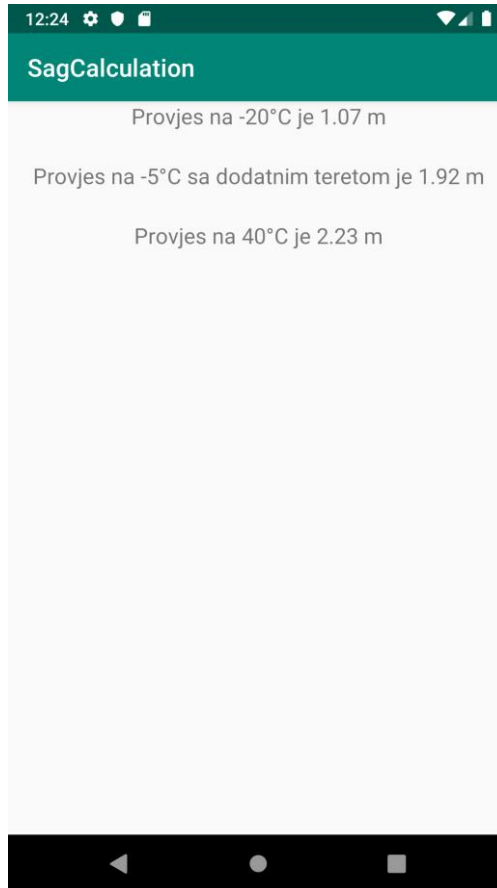 12:24
SagCalculation
Provjes na -20°C je 1.07 m
Provjes na -5°C sa dodatnim teretom je 1.92 m
Provjes na 40°C je 2.23 m